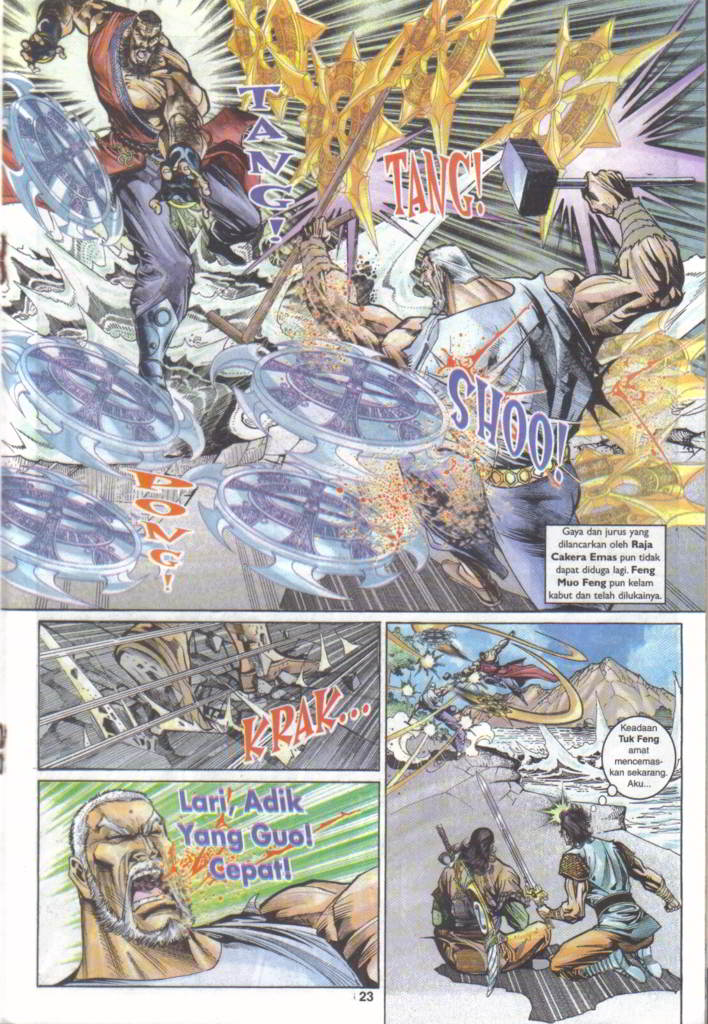 TANG!
TANG!
SHOO!
DONG!
Gaya dan jurus yang
dilancarkan oleh Raja
Cakera Emas pun tidak
dapat diduga lagi. Feng
Muo Feng pun kelam
kabut dan telah dilukainya.
KRAK...
Lari, Adik
Yang Guo!
Cepat!
Keadaan
Tuk Feng
amat
mencemas-
kan sekarang.
Aku...
23